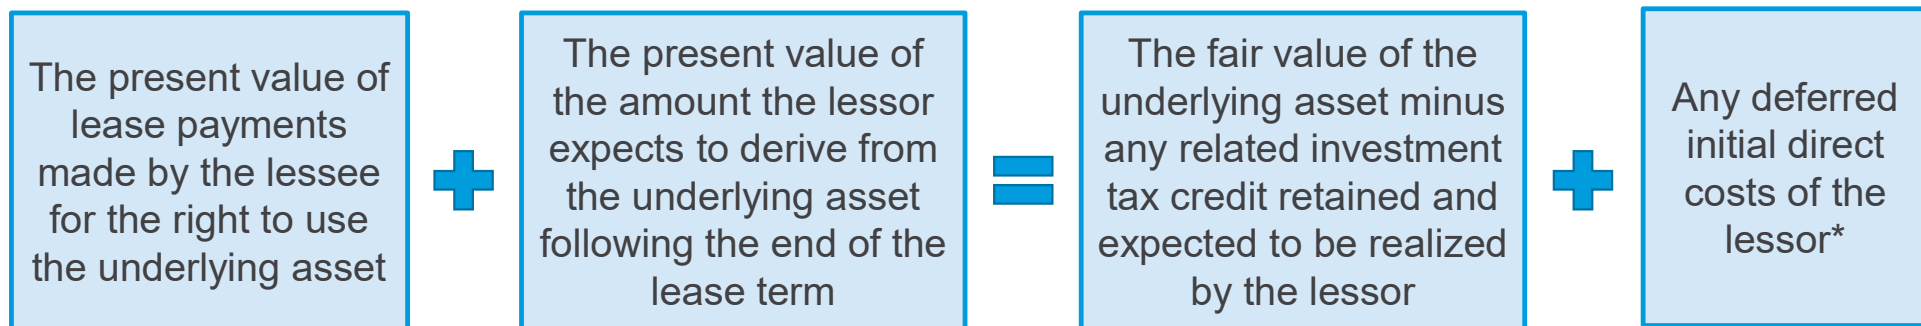 The present value of
lease payments
made by the lessee
for the right to use
the underlying asset
The present value of
the amount the lessor
expects to derive from
the underlying asset
following the end of the
lease term
The fair value of the
underlying asset minus
any related investment
tax credit retained and
expected to be realized
by the lessor
Any deferred
initial direct
costs of the
lessor*